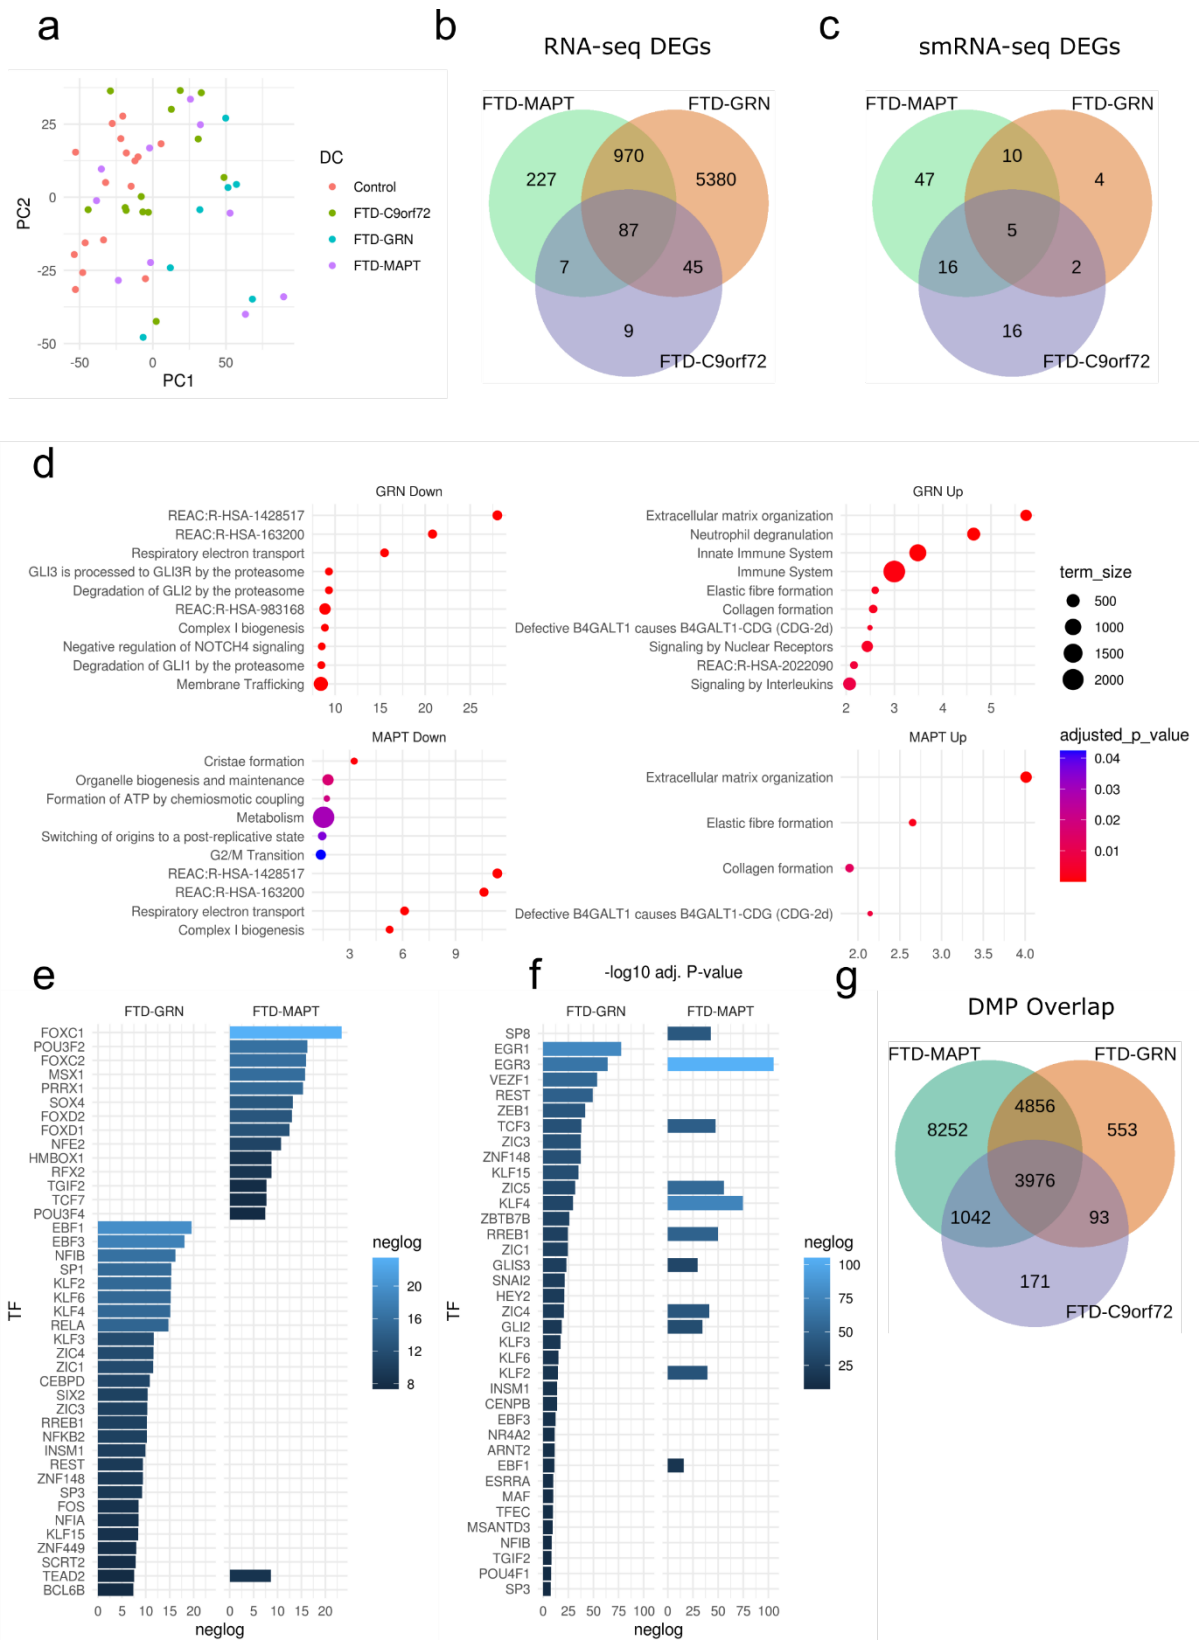 a
PC2
25
0
-25
-50
-50
0
50
PC1
DC
Control
FTD-C9orf72
FTD-GRN
FTD-MAPT
b
RNA-seq DEGs
FTD-MAPT
FTD-GRN
970
227
5380
87
7
45
9
FTD-C9orf72
c
smRNA-seq DEGs
FTD-MAPT
FTD-GRN
10
47
4
5
16
2
16
FTD-C9orf72
d
GRN Down
REAC:R-HSA-1428517
REAC:R-HSA-163200
Respiratory electron transport
GLI3 is processed to GLI3R by the proteasome
Degradation of GLI2 by the proteasome
REAC:R-HSA-983168
Complex I biogenesis
Negative regulation of NOTCH4 signaling
Degradation of GLI1 by the proteasome
Membrane Trafficking
10 15 20 25
GRN Up
Extracellular matrix organization
Neutrophil degranulation
Innate Immune System
Immune System
Elastic fibre formation
Collagen formation
Defective B4GALT1 causes B4GALT1-CDG (CDG-2d)
Signaling by Nuclear Receptors
REAC:R-HSA-2022090
Signaling by Interleukins
2 3 4 5
MAPT Down
Cristae formation
Organelle biogenesis and maintenance
Formation of ATP by chemiosmotic coupling
Metabolism
Switching of origins to a post-replicative state
G2/M Transition
REAC:R-HSA-1428517
REAC:R-HSA-163200
Respiratory electron transport
Complex I biogenesis
3 6 9
MAPT Up
Extracellular matrix organization
Elastic fibre formation
Collagen formation
Defective B4GALT1 causes B4GALT1-CDG (CDG-2d)
2.0 2.5 3.0 3.5 4.0
-log10 adj. P-value
term_size
500
1000
1500
2000
adjusted_p_value
0.04
0.03
0.02
0.01
e
FTD-GRN FTD-MAPT
TF
FOXC1
POU3F2
FOXC2
MSX1
PRRX1
SOX4
FOXD2
FOXD1
NFE2
HMBOX1
RFX2
TGIF2
TCF7
POU3F4
EBF1
EBF3
NFIB
SP1
KLF2
KLF6
KLF4
RELA
KLF3
ZIC4
ZIC1
CEBPD
SIX2
ZIC3
RREB1
NFKB2
INSM1
REST
ZNF148
SP3
FOS
NFIA
KLF15
ZNF449
SCRT2
TEAD2
BCL6B
0 5 10 15 20 0 5 10 15 20
neglog
neglog
20
16
12
8
f
FTD-GRN FTD-MAPT
TF
SP8
EGR1
EGR3
VEZF1
REST
ZEB1
TCF3
ZIC3
ZNF148
KLF15
ZIC5
KLF4
ZBTB7B
RREB1
ZIC1
GLIS3
SNAI2
HEY2
ZIC4
GLI2
KLF3
KLF6
KLF2
INSM1
CENPB
EBF3
NR4A2
ARNT2
EBF1
ESRRA
MAF
TFEC
MSANTD3
NFIB
TGIF2
POU4F1
SP3
0 25 50 75 100 0 25 50 75 100
neglog
neglog
100
75
50
25
g
DMP Overlap
FTD-MAPT
FTD-GRN
4856
8252
553
3976
1042
93
171
FTD-C9orf72